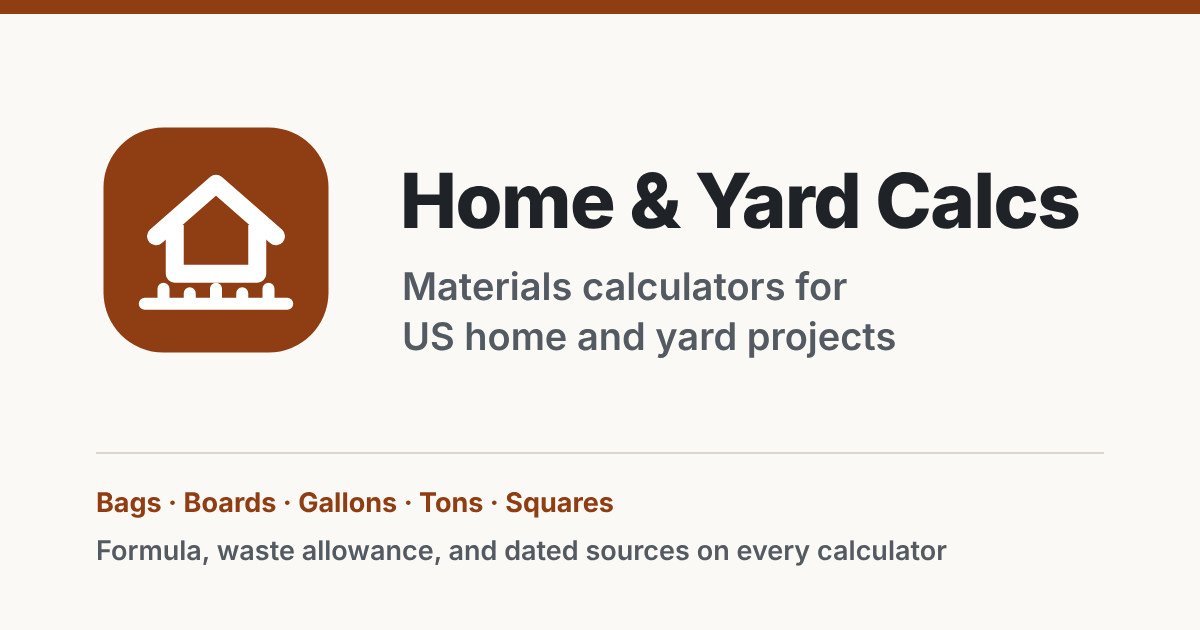 Home & Yard Calcs
Materials calculators for
US home and yard projects
Bags · Boards · Gallons · Tons · Squares
Formula, waste allowance, and dated sources on every calculator